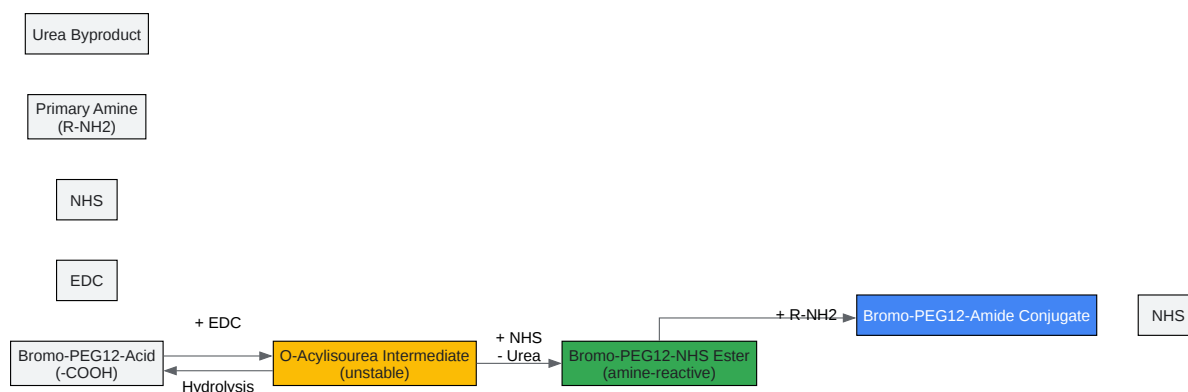 Urea Byproduct
Primary Amine
(R-NH2)
NHS
EDC
+ EDC
Bromo-PEG12-Acid
(-COOH)
Hydrolysis
O-Acylisourea Intermediate
(unstable)
+ NHS
- Urea
Bromo-PEG12-NHS Ester
(amine-reactive)
+ R-NH2
Bromo-PEG12-Amide Conjugate
NHS